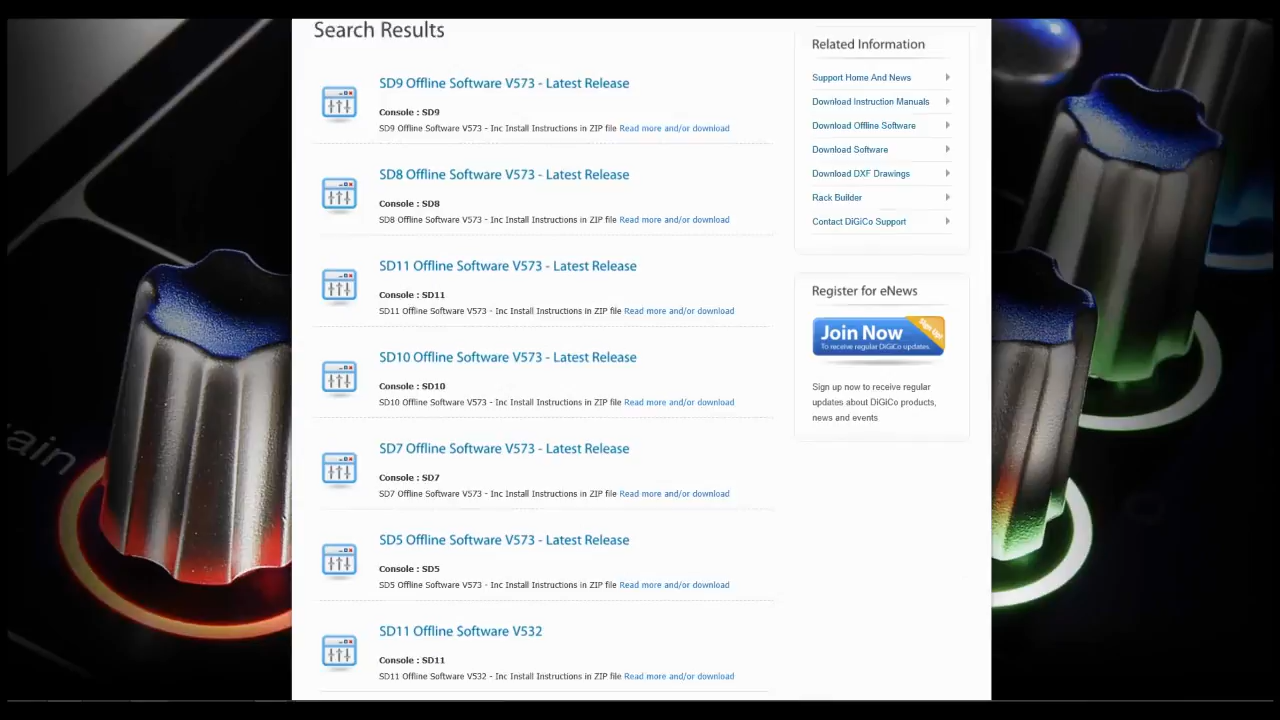 Search Results
SD9 Offline Software V573 - Latest Release
Console : SD9
SD9 Offline Software V573 - Inc Install Instructions in ZIP file Read more and/or download
SD8 Offline Software V573 - Latest Release
Console : SD8
SD8 Offline Software V573 - Inc Install Instructions in ZIP file Read more and/or download
SD11 Offline Software V573 - Latest Release
Console : SD11
SD11 Offline Software V573 - Inc Install Instructions in ZIP file Read more and/or download
SD10 Offline Software V573 - Latest Release
Console : SD10
SD10 Offline Software V573 - Inc Install Instructions in ZIP file Read more and/or download
SD7 Offline Software V573 - Latest Release
Console : SD7
SD7 Offline Software V573 - Inc Install Instructions in ZIP file Read more and/or download
SD5 Offline Software V573 - Latest Release
Console : SD5
SD5 Offline Software V573 - Inc Install Instructions in ZIP file Read more and/or download
SD11 Offline Software V532
Console : SD11
SD11 Offline Software V532 - Inc Install Instructions in ZIP file Read more and/or download
Related Information
Support Home And News
Download Instruction Manuals
Download Offline Software
Download Software
Download DXF Drawings
Rack Builder
Contact DiGiCo Support
Register for eNews
Join Now
Sign Up!
To receive regular DiGiCo updates.
Sign up now to receive regular
updates about DiGiCo products,
news and events